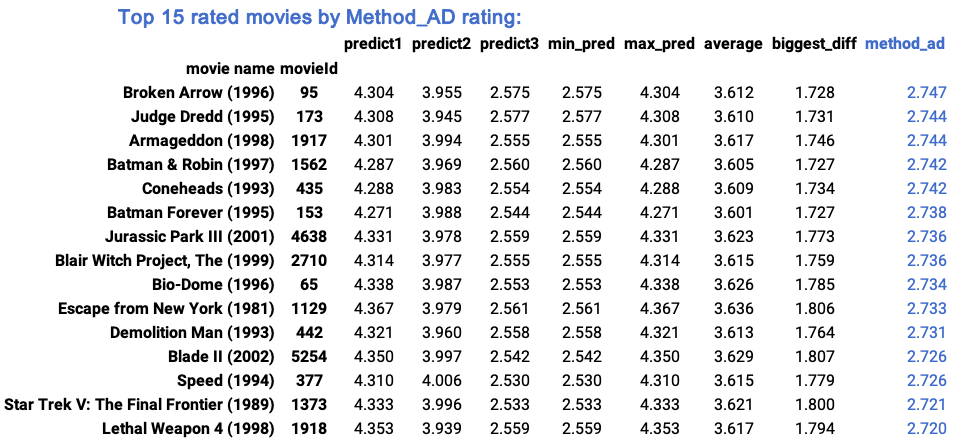 Top 15 rated movies by Method_AD rating:
predict1 predict2 predict3 min_pred max_pred average biggest_diff method_ad
movie name movieId
Broken Arrow (1996) 95 4.304 3.955 2.575 2.575 4.304 3.612 1.728 2.747
Judge Dredd (1995) 173 4.308 3.945 2.577 2.577 4.308 3.610 1.731 2.744
Armageddon (1998) 1917 4.301 3.994 2.555 2.555 4.301 3.617 1.746 2.744
Batman & Robin (1997) 1562 4.287 3.969 2.560 2.560 4.287 3.605 1.727 2.742
Coneheads (1993) 435 4.288 3.983 2.554 2.554 4.288 3.609 1.734 2.742
Batman Forever (1995) 153 4.271 3.988 2.544 2.544 4.271 3.601 1.727 2.738
Jurassic Park III (2001) 4638 4.331 3.978 2.559 2.559 4.331 3.623 1.773 2.736
Blair Witch Project, The (1999) 2710 4.314 3.977 2.555 2.555 4.314 3.615 1.759 2.736
Bio-Dome (1996) 65 4.338 3.987 2.553 2.553 4.338 3.626 1.785 2.734
Escape from New York (1981) 1129 4.367 3.979 2.561 2.561 4.367 3.636 1.806 2.733
Demolition Man (1993) 442 4.321 3.960 2.558 2.558 4.321 3.613 1.764 2.731
Blade II (2002) 5254 4.350 3.997 2.542 2.542 4.350 3.629 1.807 2.726
Speed (1994) 377 4.310 4.006 2.530 2.530 4.310 3.615 1.779 2.726
Star Trek V: The Final Frontier (1989) 1373 4.333 3.996 2.533 2.533 4.333 3.621 1.800 2.721
Lethal Weapon 4 (1998) 1918 4.353 3.939 2.559 2.559 4.353 3.617 1.794 2.720